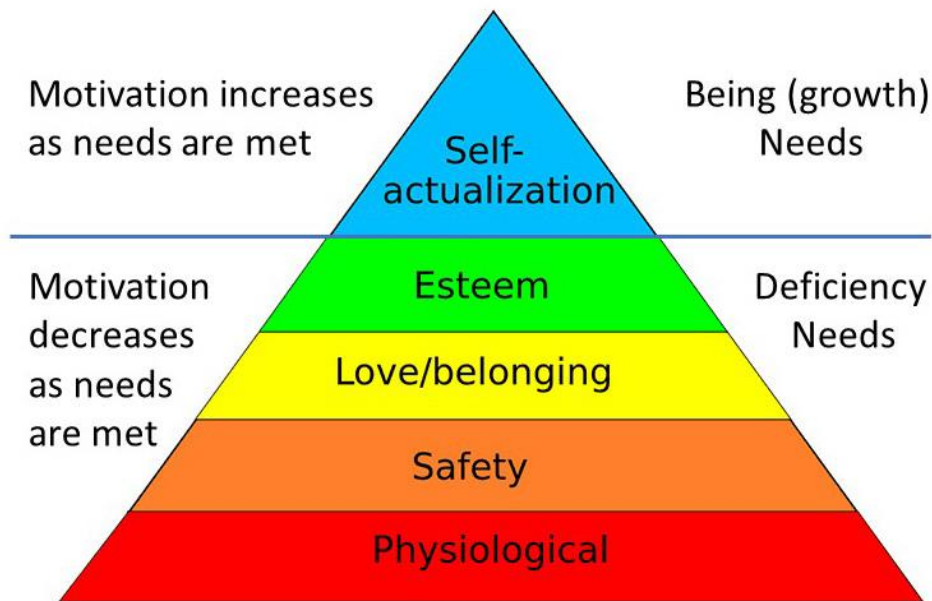 Motivation increases
as needs are met
Being (growth)
Needs
Self-
actualization
Motivation
decreases
as needs
are met
Deficiency
Needs
Esteem
Love/belonging
Safety
Physiological